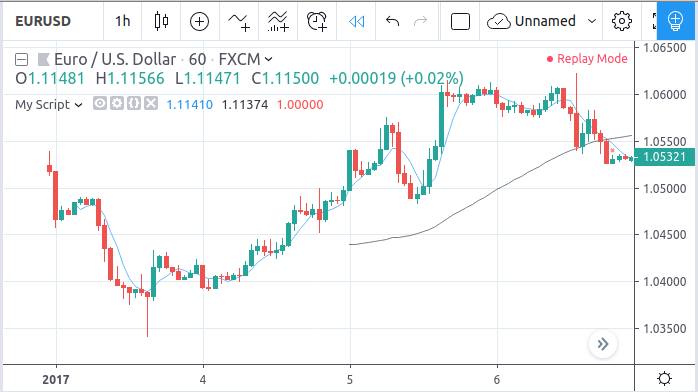 EURUSD 1h Unnamed
1.06500
Euro / U.S. Dollar · 60 · FXCM Replay Mode
O1.11481 H1.11566 L1.11471 C1.11500 +0.00019 (+0.02%)
My Script 1.11410 1.11374 1.00000
1.06000
1.05500
1.05321
1.05000
1.04500
1.04000
1.03500
2017 4 5 6